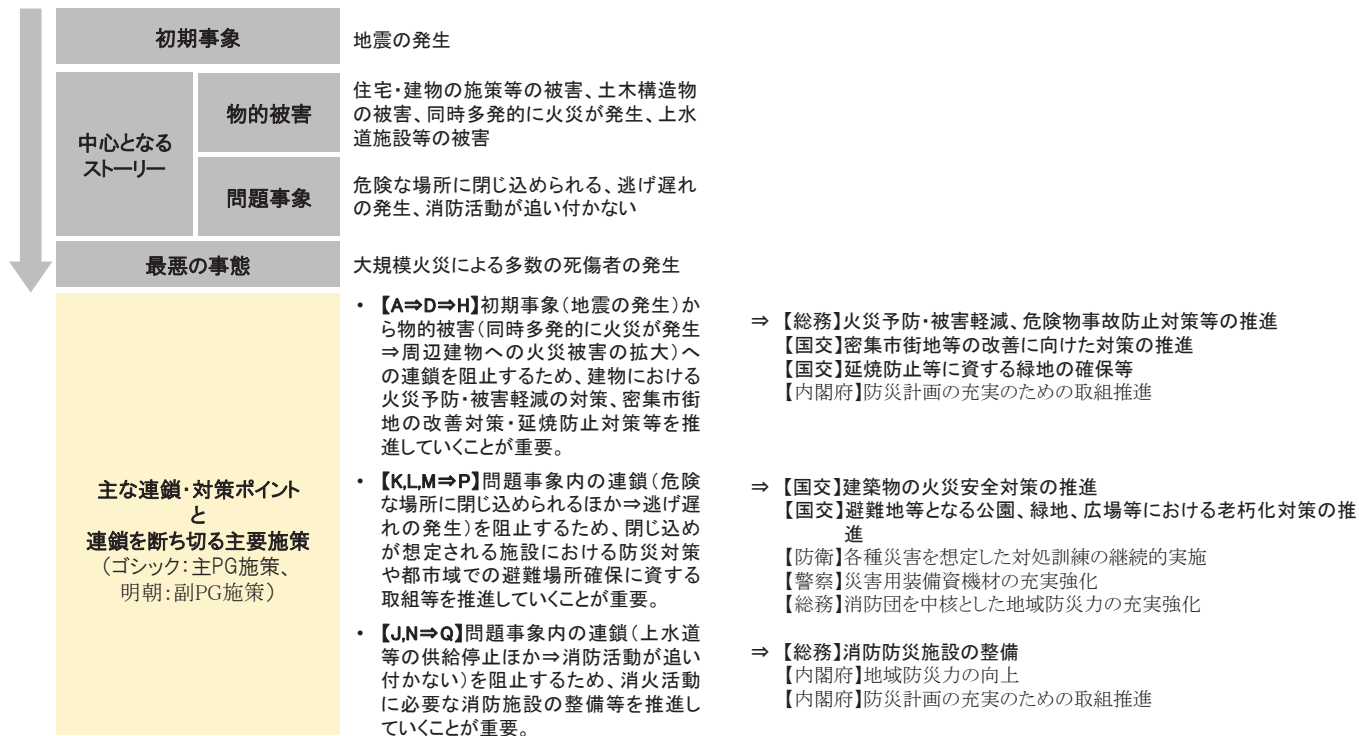 初期事象
地震の発生
中心となる
ストーリー
物的被害
住宅・建物の施策等の被害、土木構造物
の被害、同時多発的に火災が発生、上水
道施設等の被害
問題事象
危険な場所に閉じ込められる、逃げ遅れ
の発生、消防活動が追い付かない
最悪の事態
大規模火災による多数の死傷者の発生
主な連鎖・対策ポイント
と
連鎖を断ち切る主要施策
(ゴシック:主PG施策、
明朝:副PG施策)
・ 【A⇒D⇒H】初期事象(地震の発生)か
ら物的被害(同時多発的に火災が発生
⇒周辺建物への火災被害の拡大)へ
の連鎖を阻止するため、建物における
火災予防・被害軽減の対策、密集市街
地の改善対策・延焼防止対策等を推
進していくことが重要。
⇒ 【総務】火災予防・被害軽減、危険物事故防止対策等の推進
【国交】密集市街地等の改善に向けた対策の推進
【国交】延焼防止等に資する緑地の確保等
【内閣府】防災計画の充実のための取組推進
・ 【K,L,M⇒P】問題事象内の連鎖(危険
な場所に閉じ込められるほか⇒逃げ遅
れの発生)を阻止するため、閉じ込め
が想定される施設における防災対策
や都市域での避難場所確保に資する
取組等を推進していくことが重要。
⇒ 【国交】建築物の火災安全対策の推進
【国交】避難地等となる公園、緑地、広場等における老朽化対策の推
進
【防衛】各種災害を想定した対処訓練の継続的実施
【警察】災害用装備資機材の充実強化
【総務】消防団を中核とした地域防災力の充実強化
・ 【J,N⇒Q】問題事象内の連鎖(上水道
等の供給停止ほか⇒消防活動が追い
付かない)を阻止するため、消火活動
に必要な消防施設の整備等を推進し
ていくことが重要。
⇒ 【総務】消防防災施設の整備
【内閣府】地域防災力の向上
【内閣府】防災計画の充実のための取組推進